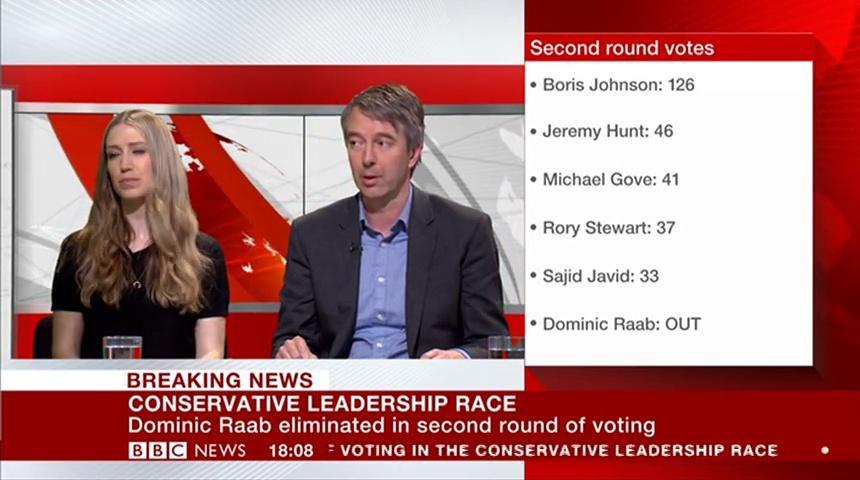 Second round votes
• Boris Johnson: 126
• Jeremy Hunt: 46
• Michael Gove: 41
• Rory Stewart: 37
• Sajid Javid: 33
• Dominic Raab: OUT
BREAKING NEWS
CONSERVATIVE LEADERSHIP RACE
Dominic Raab eliminated in second round of voting
BBC NEWS 18:08 VOTING IN THE CONSERVATIVE LEADERSHIP RACE